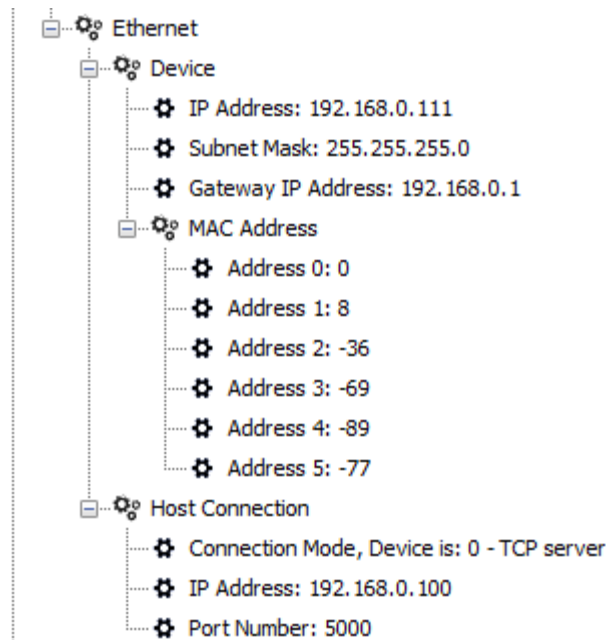 Ethernet
Device
IP Address: 192.168.0.111
Subnet Mask: 255.255.255.0
Gateway IP Address: 192.168.0.1
MAC Address
Address 0: 0
Address 1: 8
Address 2: -36
Address 3: -69
Address 4: -89
Address 5: -77
Host Connection
Connection Mode, Device is: 0 - TCP server
IP Address: 192.168.0.100
Port Number: 5000